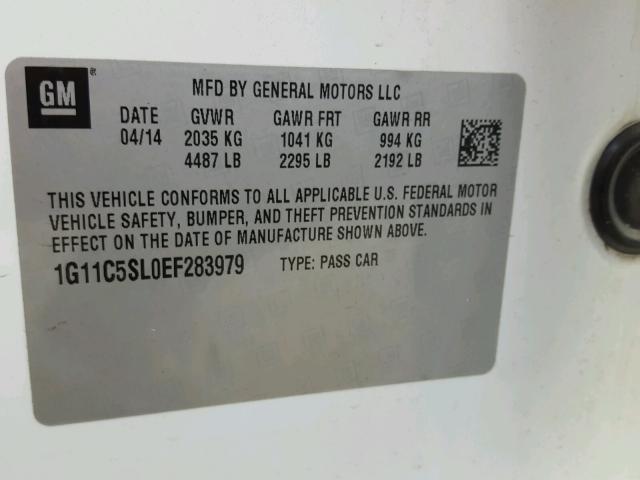 GM®
MFD BY GENERAL MOTORS LLC
DATE GVWR GAWR FRT GAWR RR
04/14 2035 KG 1041 KG 994 KG
4487 LB 2295 LB 2192 LB
THIS VEHICLE CONFORMS TO ALL APPLICABLE U.S. FEDERAL MOTOR
VEHICLE SAFETY, BUMPER, AND THEFT PREVENTION STANDARDS IN
EFFECT ON THE DATE OF MANUFACTURE SHOWN ABOVE.
1G11C5SL0EF283979 TYPE: PASS CAR